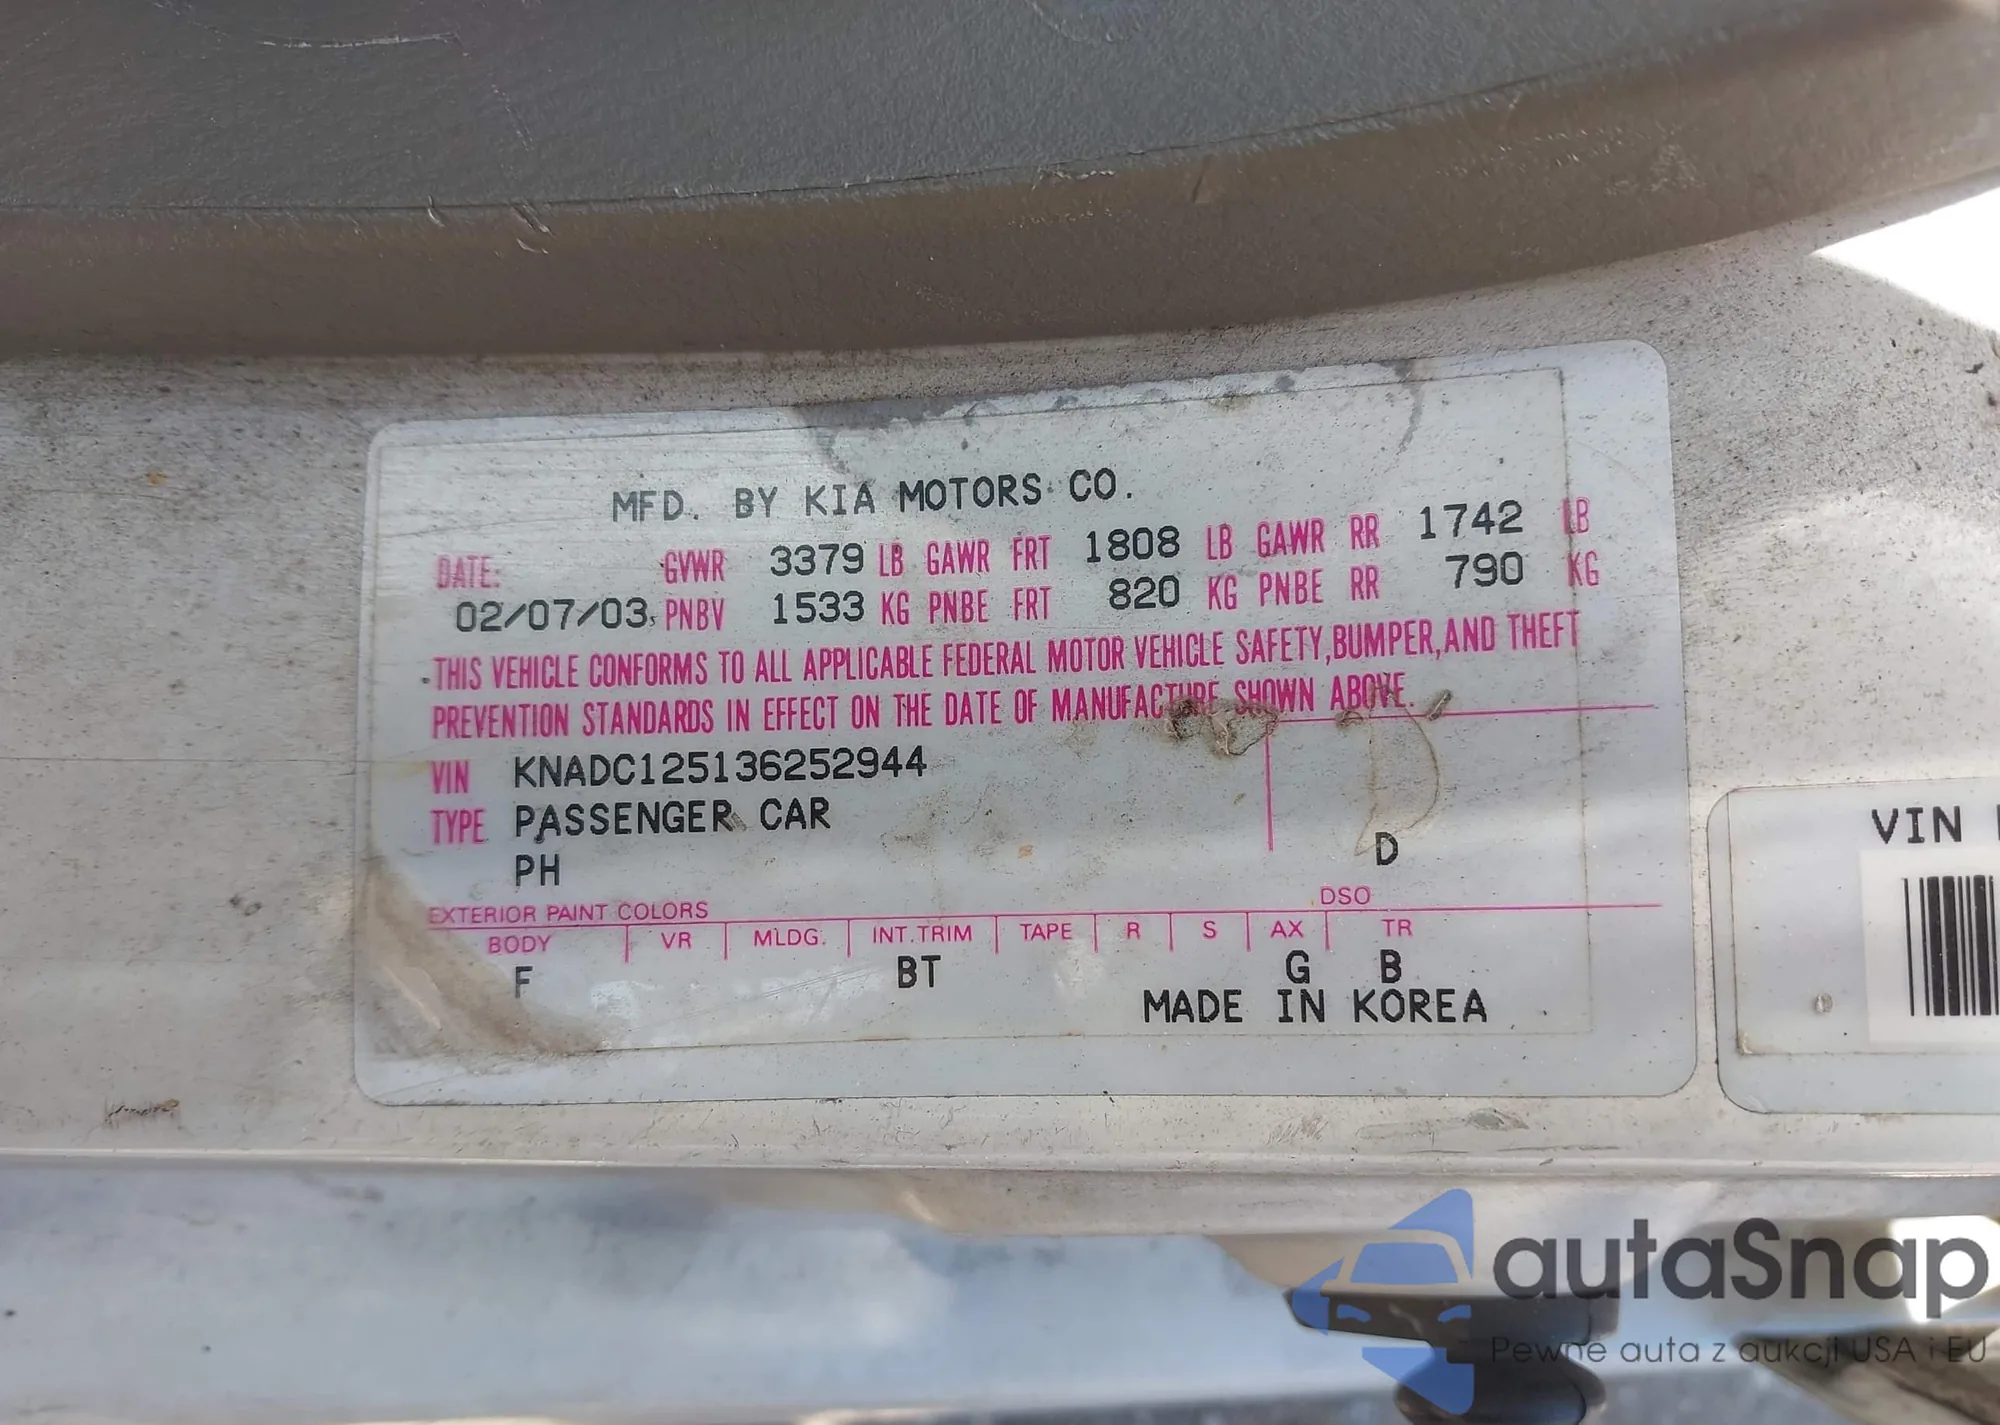 MFD. BY KIA MOTORS CO.
DATE: GVWR 3379 LB GAWR FRT 1808 LB GAWR RR 1742 LB
02/07/03 PNBV 1533 KG PNBE FRT 820 KG PNBE RR 790 KG
THIS VEHICLE CONFORMS TO ALL APPLICABLE FEDERAL MOTOR VEHICLE SAFETY,BUMPER,AND THEFT
PREVENTION STANDARDS IN EFFECT ON THE DATE OF MANUFACTURE SHOWN ABOVE.
VIN KNADC125136252944
TYPE PASSENGER CAR
PH D
EXTERIOR PAINT COLORS DSO
BODY VR MLDG. INT.TRIM TAPE R S AX TR
F BT G B
MADE IN KOREA
VIN
autaSnap
Pewne auta z aukcji USA i EU